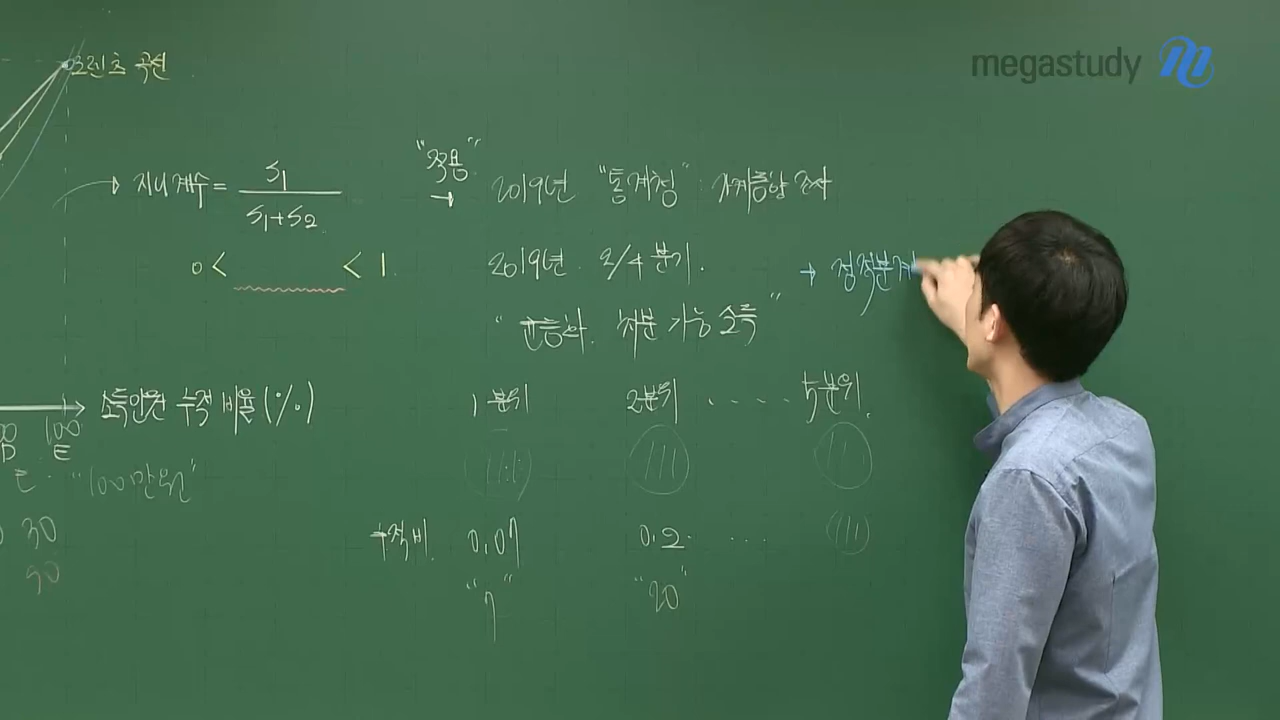 megastudy
로렌츠 곡선
→ 지니계수 = S₁ / S₁+S₂
0 < < 1
"적용"
→ 2019년 "통계청" 가계동향 조사
2019년 2/4 분기.
→ 정적분
"균등화 처분 가능 소득"
소득인원 누적 비율 (%)
100
D E
1분위 2분위 ···· 5분위
E "100만원"
누적비 0.07 0.2 ...
30
90
"7" "20"